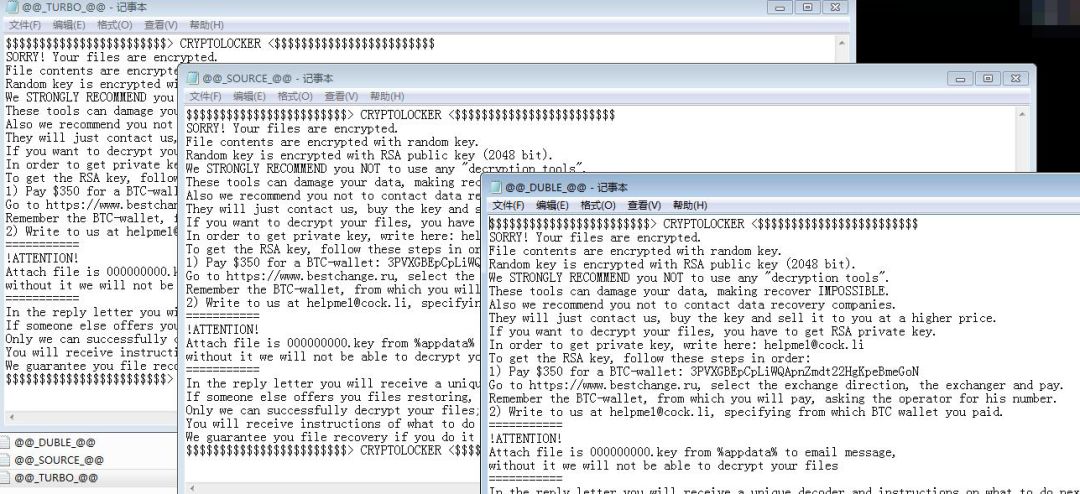 @@_TURBO_@@ - 记事本
文件(F) 编辑(E) 格式(O) 查看(V) 帮助(H)
$$$$$$$$$$$$$$$$$$$$$$$$> CRYPTOLOCKER <$$$$$$$$$$$$$$$$$$$$$$$$
SORRY! Your files are encrypted.
File contents are encrypte
Random key is encrypted wi
We STRONGLY RECOMMEND you
These tools can damage you
Also we recommend you not
They will just contact us,
If you want to decrypt you
In order to get private ke
To get the RSA key, follow
1) Pay $350 for a BTC-wall
Go to https://www.bestchan
Remember the BTC-wallet, f
2) Write to us at helpme1@
===========
!ATTENTION!
Attach file is 000000000.k
without it we will not be
===========
In the reply letter you wi
If someone else offers you
Only we can successfully d
You will receive instructi
We guarantee you file reco
$$$$$$$$$$$$$$$$$$$$$$$$>
@@_DUBLE_@@
@@_SOURCE_@@
@@_TURBO_@@
@@_SOURCE_@@ - 记事本
文件(F) 编辑(E) 格式(O) 查看(V) 帮助(H)
$$$$$$$$$$$$$$$$$$$$$$$$> CRYPTOLOCKER <$$$$$$$$$$$$$$$$$$$$$$$$
SORRY! Your files are encrypted.
File contents are encrypted with random key.
Random key is encrypted with RSA public key (2048 bit).
We STRONGLY RECOMMEND you NOT to use any "decryption tools".
These tools can damage your data, making rec
Also we recommend you not to contact data re
They will just contact us, buy the key and s
If you want to decrypt your files, you have
In order to get private key, write here: hel
To get the RSA key, follow these steps in or
1) Pay $350 for a BTC-wallet: 3PVXGBEpCpLiWQ
Go to https://www.bestchange.ru, select the
Remember the BTC-wallet, from which you will
2) Write to us at helpme1@cock.li, specifyin
===========
!ATTENTION!
Attach file is 000000000.key from %appdata%
without it we will not be able to decrypt yo
===========
In the reply letter you will receive a uniqu
If someone else offers you files restoring,
Only we can successfully decrypt your files;
You will receive instructions of what to do
We guarantee you file recovery if you do it
$$$$$$$$$$$$$$$$$$$$$$$$> CRYPTOLOCKER <$$$$
@@_DUBLE_@@ - 记事本
文件(F) 编辑(E) 格式(O) 查看(V) 帮助(H)
$$$$$$$$$$$$$$$$$$$$$$$$> CRYPTOLOCKER <$$$$$$$$$$$$$$$$$$$$$$$$
SORRY! Your files are encrypted.
File contents are encrypted with random key.
Random key is encrypted with RSA public key (2048 bit).
We STRONGLY RECOMMEND you NOT to use any "decryption tools".
These tools can damage your data, making recover IMPOSSIBLE.
Also we recommend you not to contact data recovery companies.
They will just contact us, buy the key and sell it to you at a higher price.
If you want to decrypt your files, you have to get RSA private key.
In order to get private key, write here: helpme1@cock.li
To get the RSA key, follow these steps in order:
1) Pay $350 for a BTC-wallet: 3PVXGBEpCpLiWQApnZmdt22HgKpeBmeGoN
Go to https://www.bestchange.ru, select the exchange direction, the exchanger and pay.
Remember the BTC-wallet, from which you will pay, asking the operator for his number.
2) Write to us at helpme1@cock.li, specifying from which BTC wallet you paid.
===========
!ATTENTION!
Attach file is 000000000.key from %appdata% to email message,
without it we will not be able to decrypt your files
===========
In the reply letter you will receive a unique decoder and instructions on what to do nex